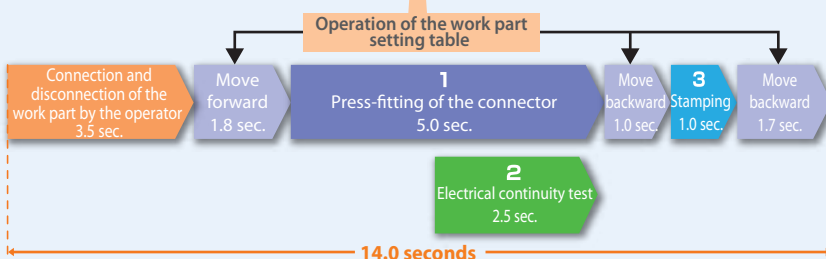 Operation of the work part
setting table
Connection and
disconnection of the
work part by the operator
3.5 sec.
Move
forward
1.8 sec.
1
Press-fitting of the connector
5.0 sec.
Move
backward
1.0 sec.
3
Stamping
1.0 sec.
Move
backward
1.7 sec.
2
Electrical continuity test
2.5 sec.
14.0 seconds